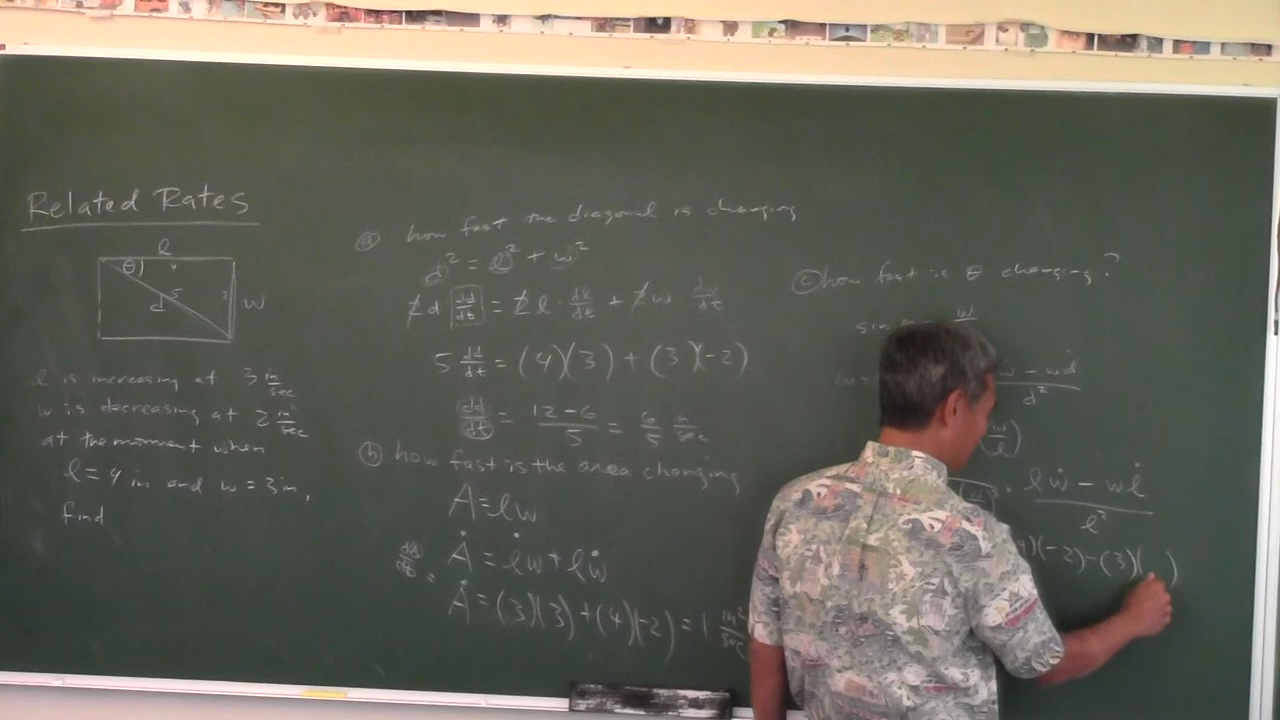 Related Rates
l
θ
d 5
w
l is increasing at 3 in/sec
w is decreasing at 2 in/sec
at the moment when
l = 4 in and w = 3 in,
find
ⓐ how fast the diagonal is changing
d² = l² + w²
2d dd/dt = 2l · dl/dt + 2w dw/dt
5 dd/dt = (4)(3) + (3)(-2)
dd/dt = 12-6/5 = 6/5 in/sec
ⓑ how fast is the area changing
A = lw
dA/dt = Ȧ = l̇w + lẇ
Ȧ = (3)(3) + (4)(-2) = 1 in²/sec
ⓒ how fast is θ changing?
sin w
ẇ - wḋ/d²
(w/l)
lẇ - wl̇/l²
)(-2)-(3)( )